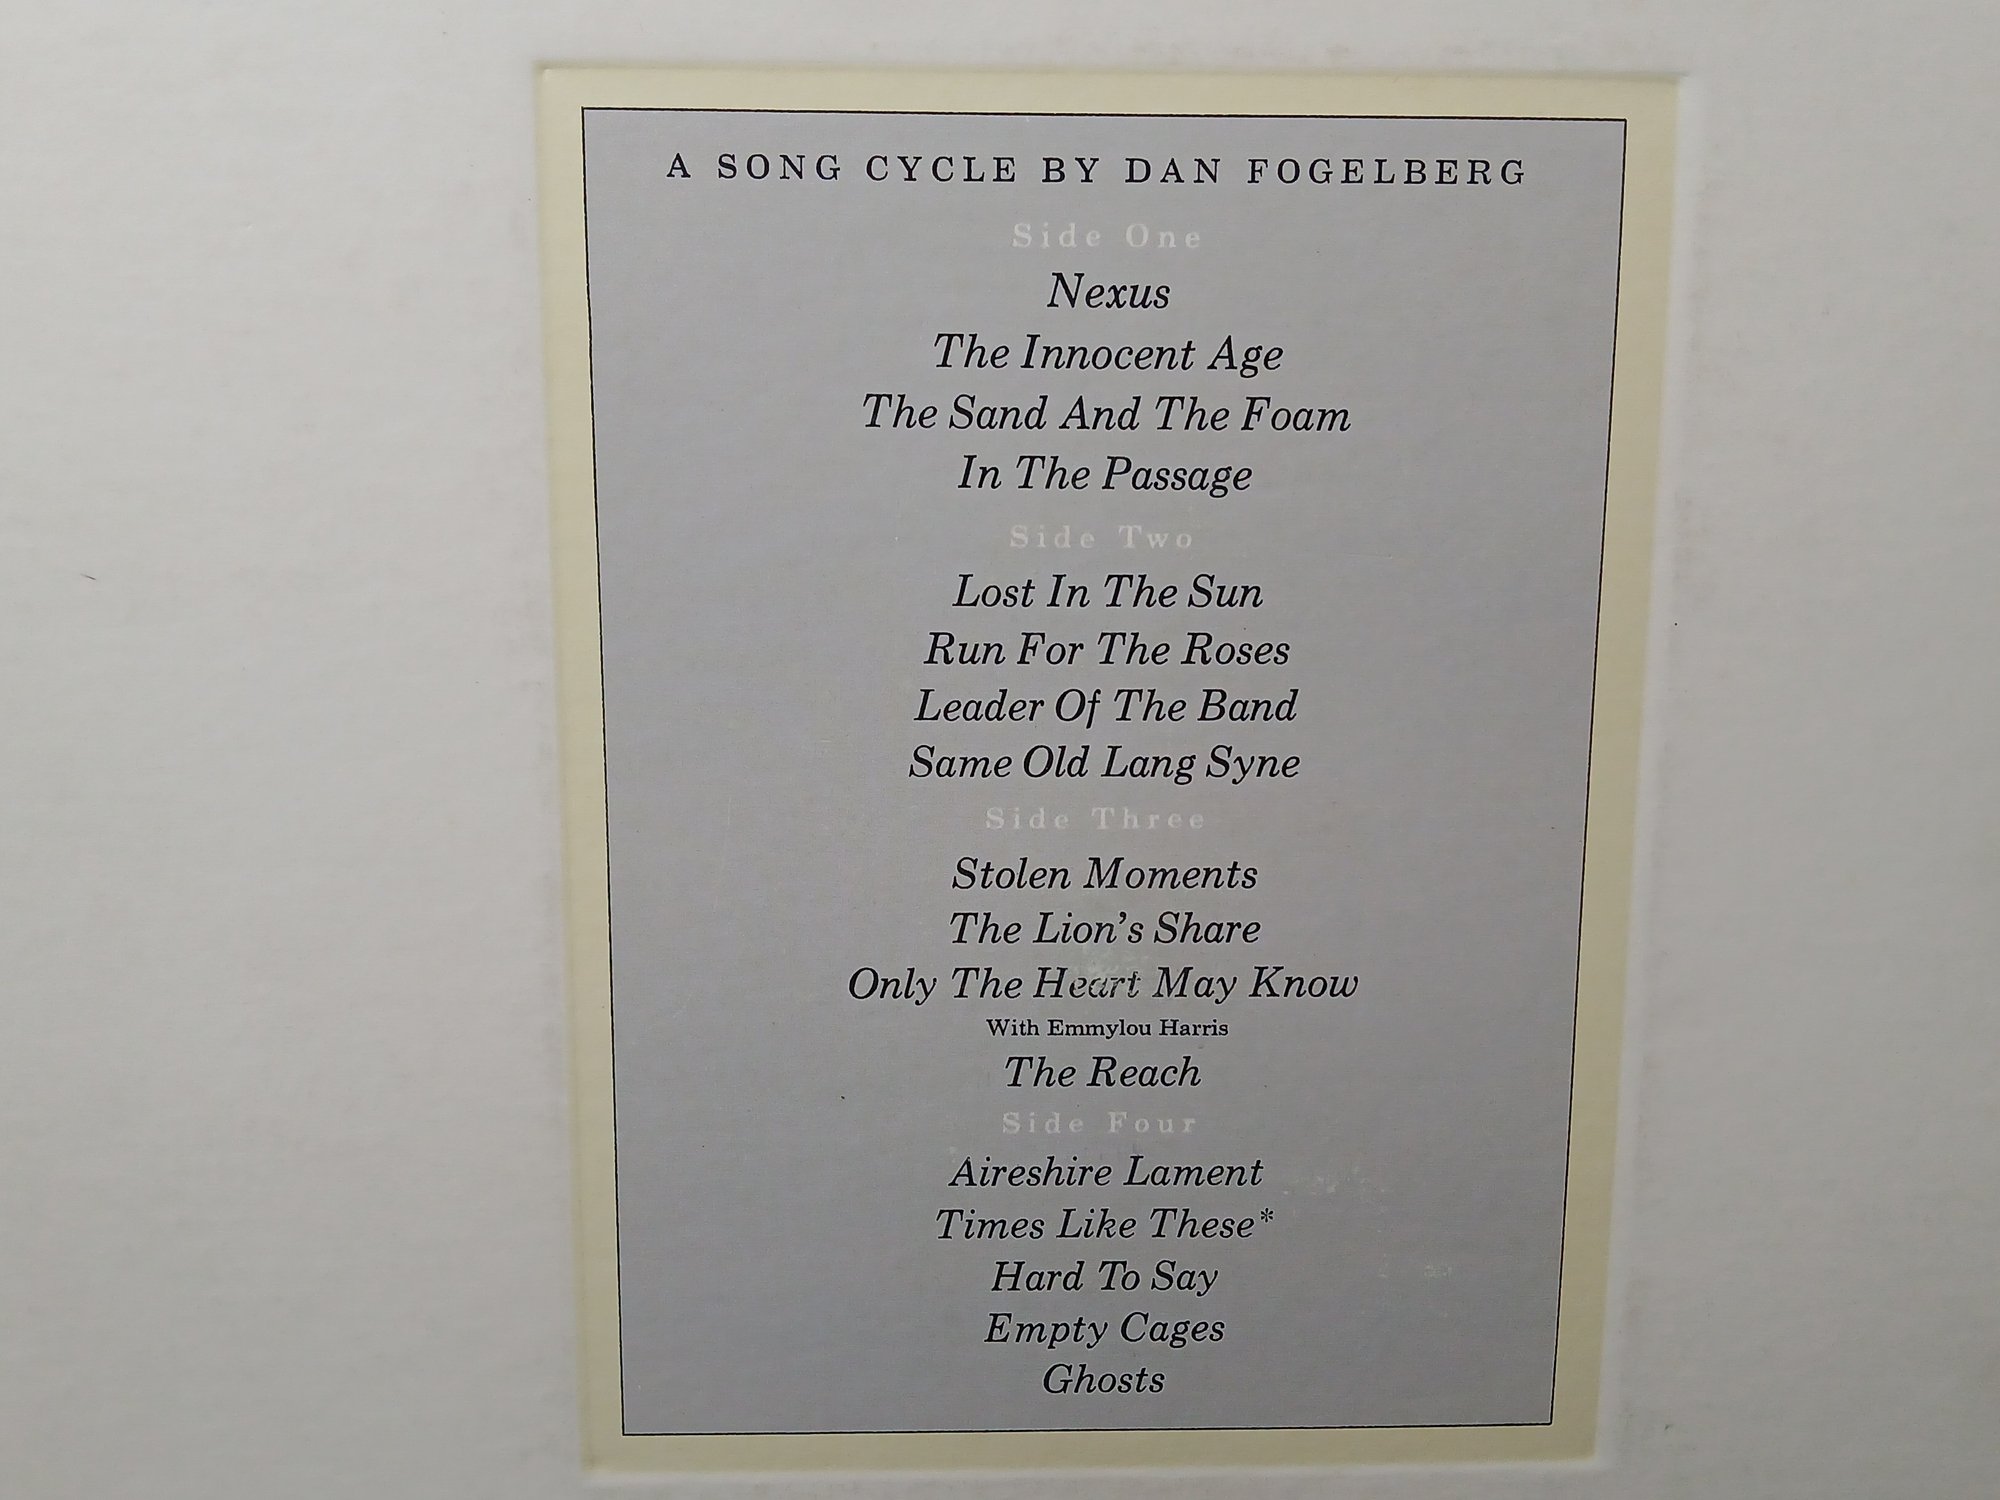 A SONG CYCLE BY DAN FOGELBERG
Side One
Nexus
The Innocent Age
The Sand And The Foam
In The Passage
Side Two
Lost In The Sun
Run For The Roses
Leader Of The Band
Same Old Lang Syne
Side Three
Stolen Moments
The Lion's Share
Only The Heart May Know
With Emmylou Harris
The Reach
Side Four
Aireshire Lament
Times Like These*
Hard To Say
Empty Cages
Ghosts